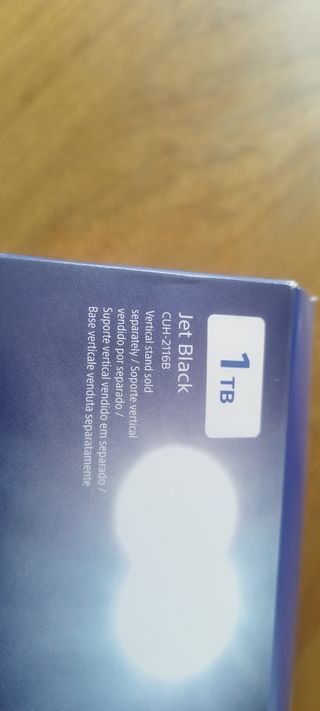 1 TB
Jet Black
CUH-2116B
Vertical stand sold
separately / Soporte vertical
vendido por separado /
Suporte vertical vendido em separado /
Base verticale venduta separatamente